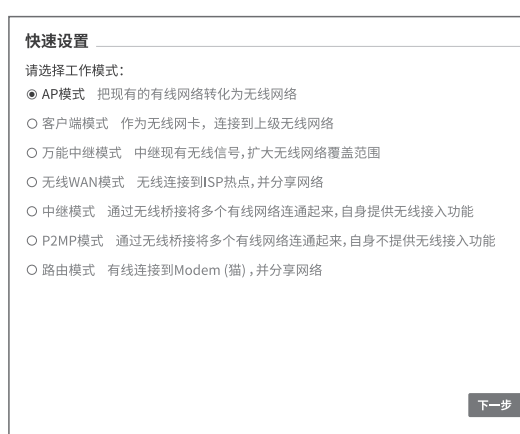 快速设置
请选择工作模式：
AP模式 把现有的有线网络转化为无线网络
客户端模式 作为无线网卡，连接到上级无线网络
万能中继模式 中继现有无线信号，扩大无线网络覆盖范围
无线WAN模式 无线连接到ISP热点，并分享网络
中继模式 通过无线桥接将多个有线网络连通起来，自身提供无线接入功能
P2MP模式 通过无线桥接将多个有线网络连通起来，自身不提供无线接入功能
路由模式 有线连接到Modem (猫)，并分享网络
下一步